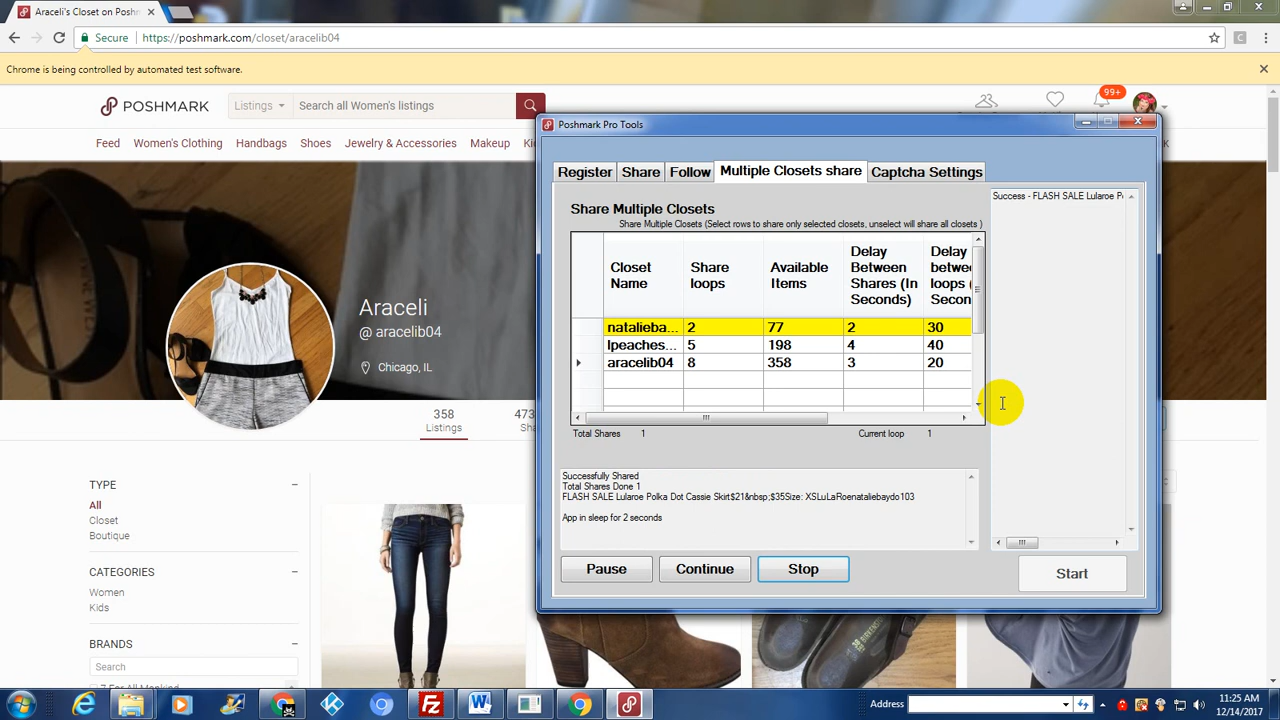 Araceli's Closet on Poshmark
Secure
https://poshmark.com/closet/aracelib04
Chrome is being controlled by automated test software.
POSHMARK
Listings
Search all Women's listings
99+
Feed
Women's Clothing
Handbags
Shoes
Jewelry & Accessories
Makeup
Araceli
@ aracelib04
Chicago, IL
358
Listings
473
TYPE
All
Closet
Boutique
CATEGORIES
Women
Kids
BRANDS
Search
7 For All Mankind
Poshmark Pro Tools
Register
Share
Follow
Multiple Closets share
Captcha Settings
Share Multiple Closets
Share Multiple Closets (Select rows to share only selected closets, unselect will share all closets )
Closet Name
Share loops
Available Items
Delay Between Shares (In Seconds)
Delay
natalieba... 2 77 2 30
lpeaches... 5 198 4 40
aracelib04 8 358 3 20
Total Shares 1
Current loop 1
Successfully Shared
Total Shares Done 1
FLASH SALE Lularoe Polka Dot Cassie Skirt$21&nbsp;$35Size: XSLuLaRoenataliebaydo103
App in sleep for 2 seconds
Pause
Continue
Stop
Start
Success - FLASH SALE Lularoe
Address
11:25 AM
12/14/2017